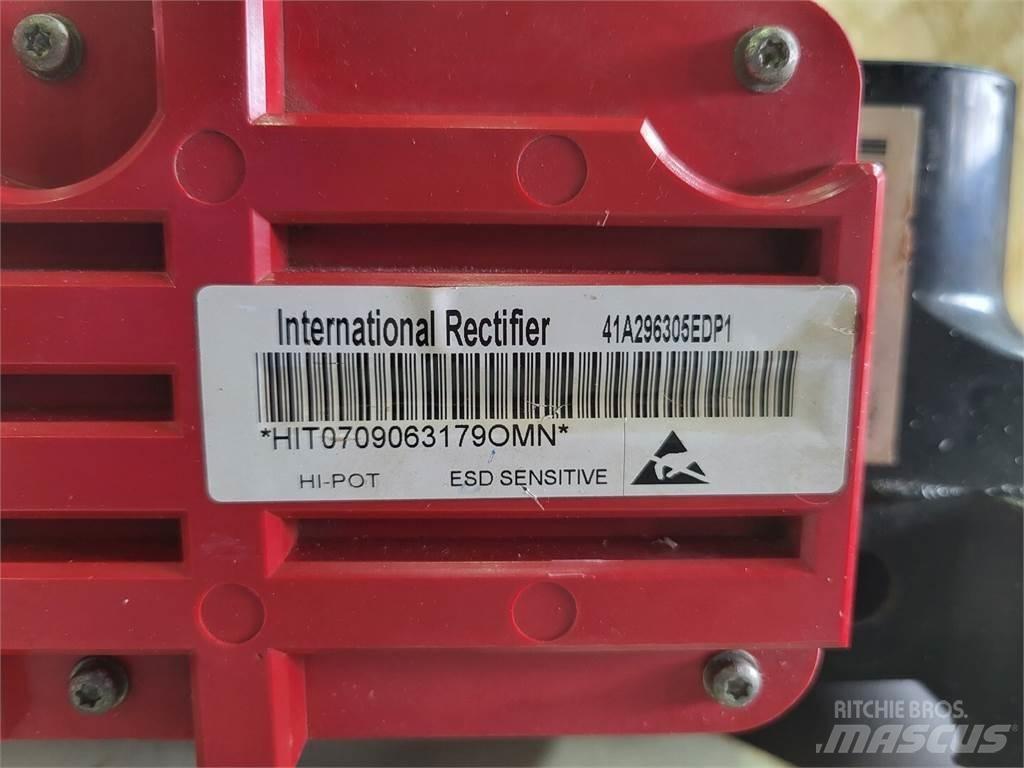 International Rectifier 41A296305EDP1
*HIT0709063179OMN*
HI-POT ESD SENSITIVE
RITCHIE BROS.
MASCUS